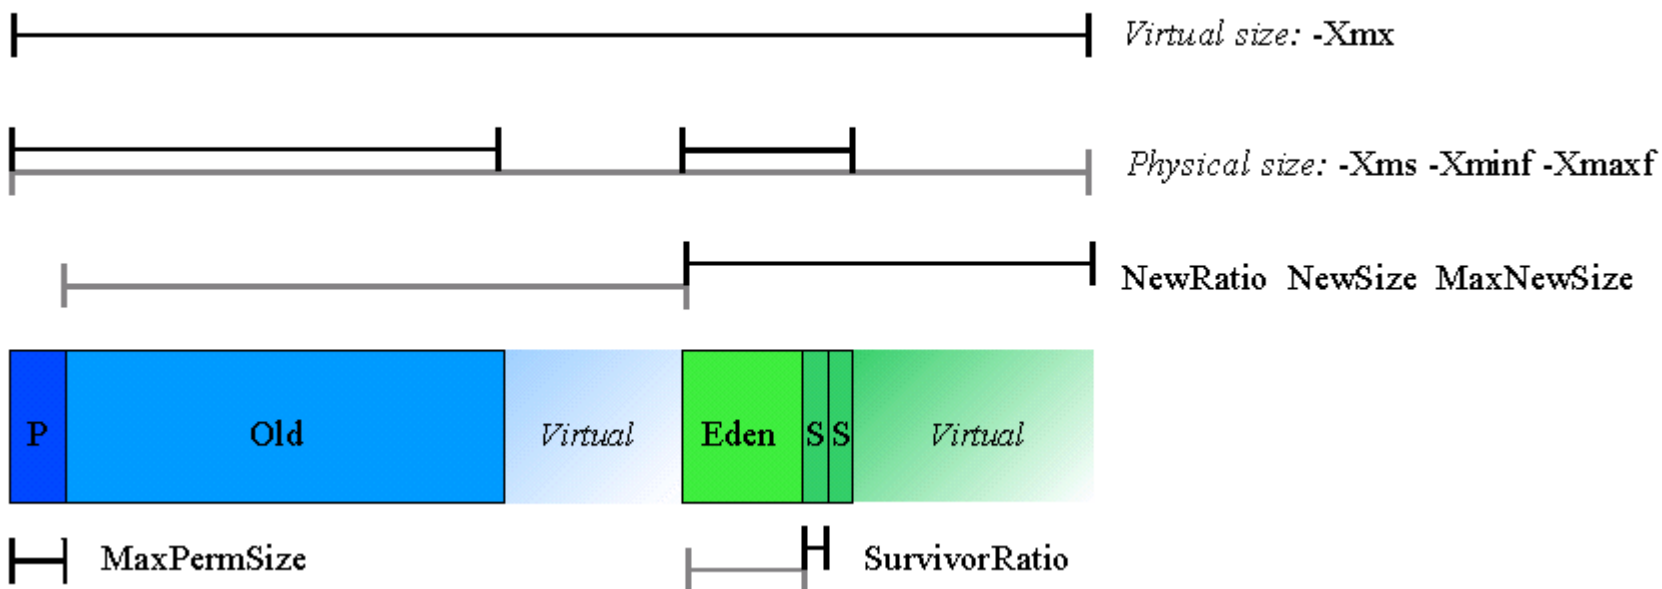 Virtual size: -Xmx
Physical size: -Xms -Xminf -Xmaxf
NewRatio NewSize MaxNewSize
P Old Virtual Eden S S Virtual
MaxPermSize SurvivorRatio